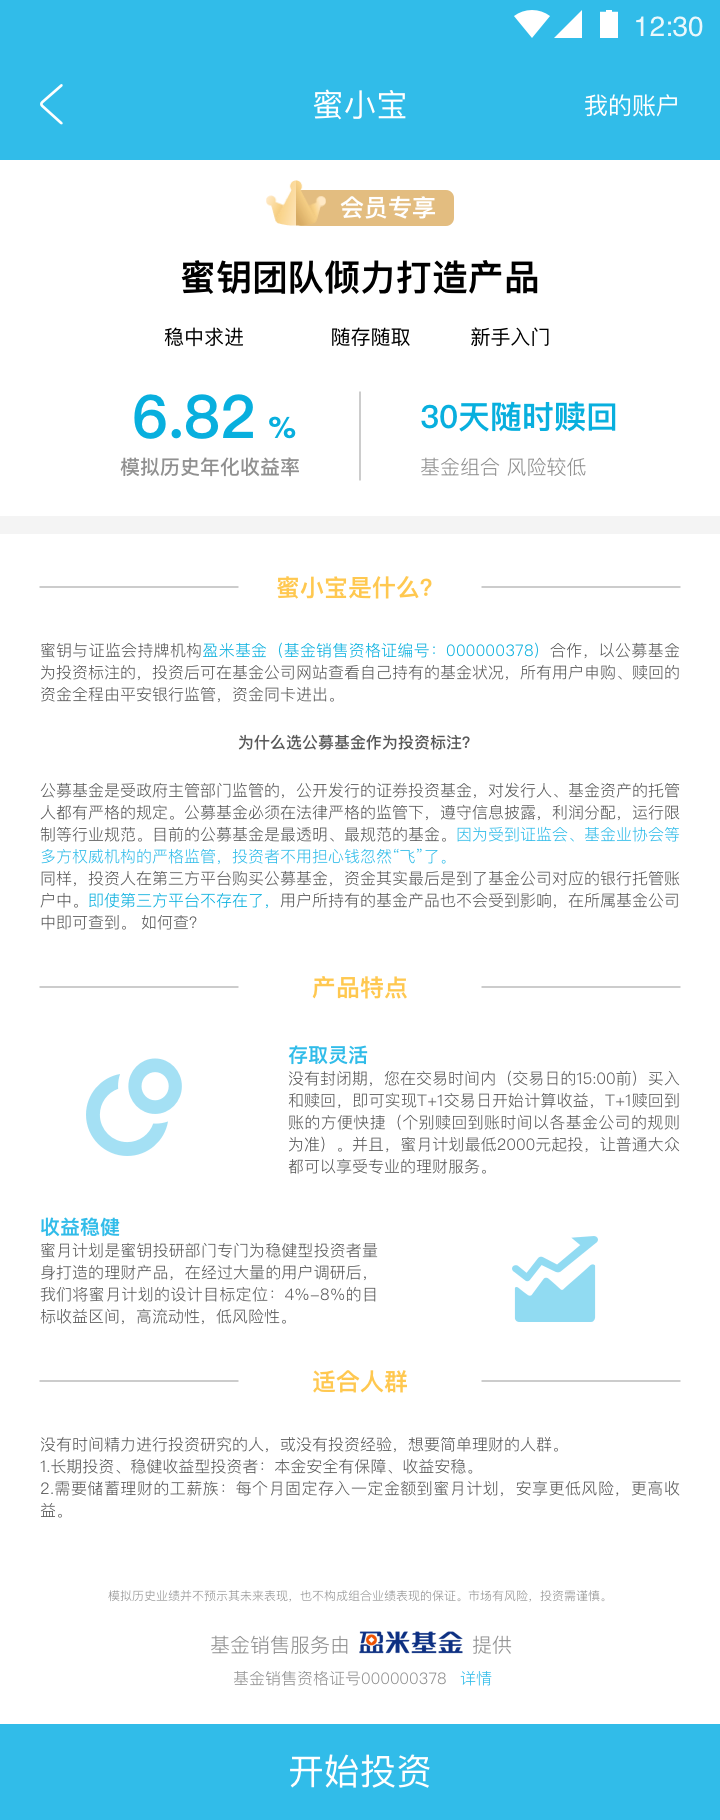 12:30
蜜小宝
我的账户
会员专享
蜜钥团队倾力打造产品
稳中求进 随存随取 新手入门
6.82 %
模拟历史年化收益率
30天随时赎回
基金组合 风险较低
蜜小宝是什么?
蜜钥与证监会持牌机构盈米基金（基金销售资格证编号：000000378）合作，以公募基金
为投资标注的，投资后可在基金公司网站查看自己持有的基金状况，所有用户申购、赎回的
资金全程由平安银行监管，资金同卡进出。
为什么选公募基金作为投资标注?
公募基金是受政府主管部门监管的，公开发行的证券投资基金，对发行人、基金资产的托管
人都有严格的规定。公募基金必须在法律严格的监管下，遵守信息披露，利润分配，运行限
制等行业规范。目前的公募基金是最透明、最规范的基金。因为受到证监会、基金业协会等
多方权威机构的严格监管，投资者不用担心钱忽然“飞”了。
同样，投资人在第三方平台购买公募基金，资金其实最后是到了基金公司对应的银行托管账
户中。即使第三方平台不存在了，用户所持有的基金产品也不会受到影响，在所属基金公司
中即可查到。 如何查?
产品特点
存取灵活
没有封闭期，您在交易时间内（交易日的15:00前）买入
和赎回，即可实现T+1交易日开始计算收益，T+1赎回到
账的方便快捷（个别赎回到账时间以各基金公司的规则
为准）。并且，蜜月计划最低2000元起投，让普通大众
都可以享受专业的理财服务。
收益稳健
蜜月计划是蜜钥投研部门专门为稳健型投资者量
身打造的理财产品，在经过大量的用户调研后，
我们将蜜月计划的设计目标定位：4%-8%的目
标收益区间，高流动性，低风险性。
适合人群
没有时间精力进行投资研究的人，或没有投资经验，想要简单理财的人群。
1.长期投资、稳健收益型投资者：本金安全有保障、收益安稳。
2.需要储蓄理财的工薪族：每个月固定存入一定金额到蜜月计划，安享更低风险，更高收
益。
模拟历史业绩并不预示其未来表现，也不构成组合业绩表现的保证。市场有风险，投资需谨慎。
基金销售服务由 盈米基金 提供
基金销售资格证号000000378 详情
开始投资